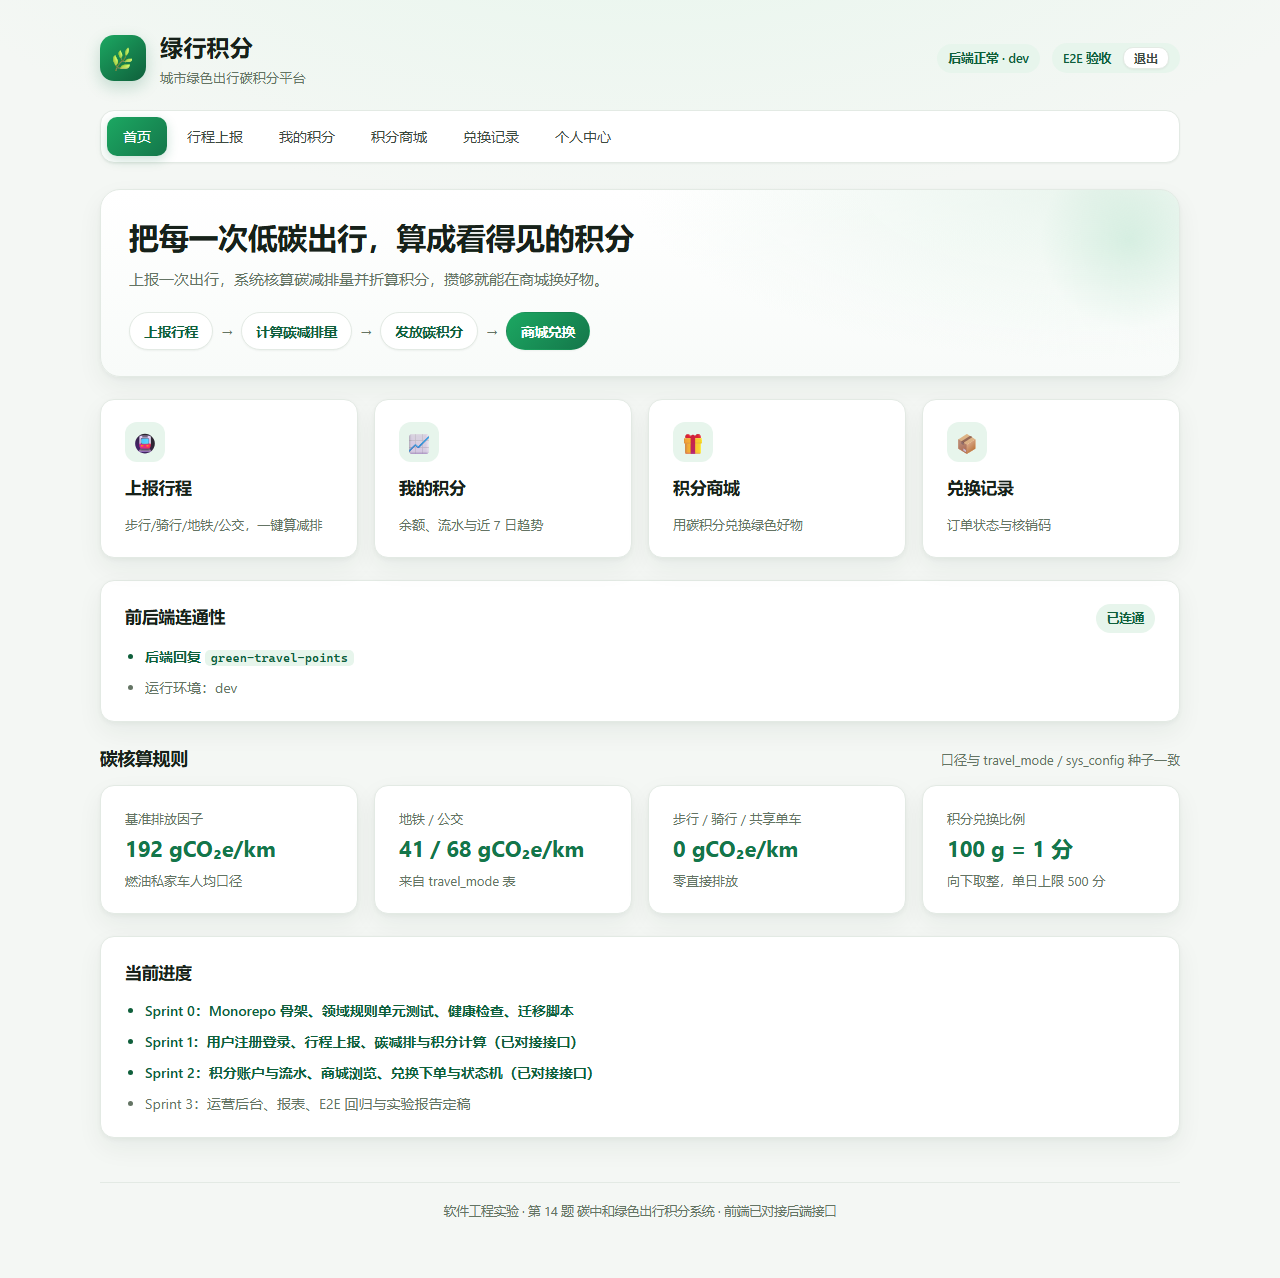 绿行积分
城市绿色出行碳积分平台
后端正常 · dev
E2E 验收
退出
首页
行程上报
我的积分
积分商城
兑换记录
个人中心
把每一次低碳出行，算成看得见的积分
上报一次出行，系统核算碳减排量并折算积分，攒够就能在商城换好物。
上报行程 → 计算碳减排量 → 发放碳积分 → 商城兑换
上报行程
步行/骑行/地铁/公交，一键算减排
我的积分
余额、流水与近 7 日趋势
积分商城
用碳积分兑换绿色好物
兑换记录
订单状态与核销码
前后端连通性
已连通
后端回复 green-travel-points
运行环境：dev
碳核算规则
口径与 travel_mode / sys_config 种子一致
基准排放因子
192 gCO₂e/km
燃油私家车人均口径
地铁 / 公交
41 / 68 gCO₂e/km
来自 travel_mode 表
步行 / 骑行 / 共享单车
0 gCO₂e/km
零直接排放
积分兑换比例
100 g = 1 分
向下取整，单日上限 500 分
当前进度
Sprint 0：Monorepo 骨架、领域规则单元测试、健康检查、迁移脚本
Sprint 1：用户注册登录、行程上报、碳减排与积分计算（已对接接口）
Sprint 2：积分账户与流水、商城浏览、兑换下单与状态机（已对接接口）
Sprint 3：运营后台、报表、E2E 回归与实验报告定稿
软件工程实验 · 第 14 题 碳中和绿色出行积分系统 · 前端已对接后端接口